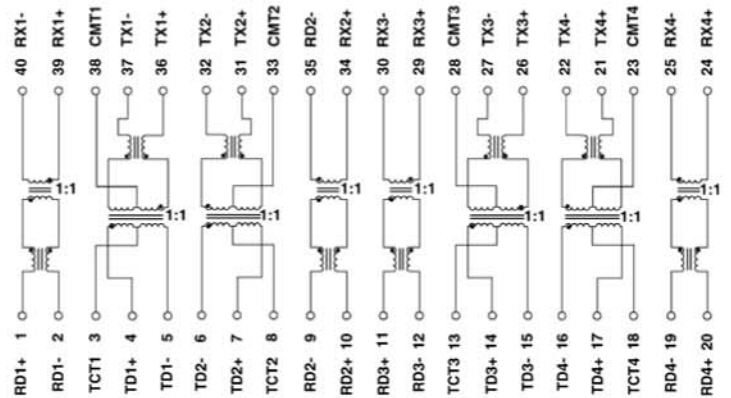 40 RX1-
39 RX1+
38 CMT1
37 TX1-
36 TX1+
32 TX2-
31 TX2+
33 CMT2
35 RD2-
34 RX2+
30 RX3-
29 RX3+
28 CMT3
27 TX3-
26 TX3+
22 TX4-
21 TX4+
23 CMT4
25 RX4-
24 RX4+
1:1
1:1
1:1
1:1
1:1
1:1
1:1
1:1
RD1+ 1
RD1- 2
TCT1 3
TD1+ 4
TD1- 5
TD2- 6
TD2+ 7
TCT2 8
RD2- 9
RD2+ 10
RD3+ 11
RD3- 12
TCT3 13
TD3+ 14
TD3- 15
TD4- 16
TD4+ 17
TCT4 18
RD4- 19
RD4+ 20